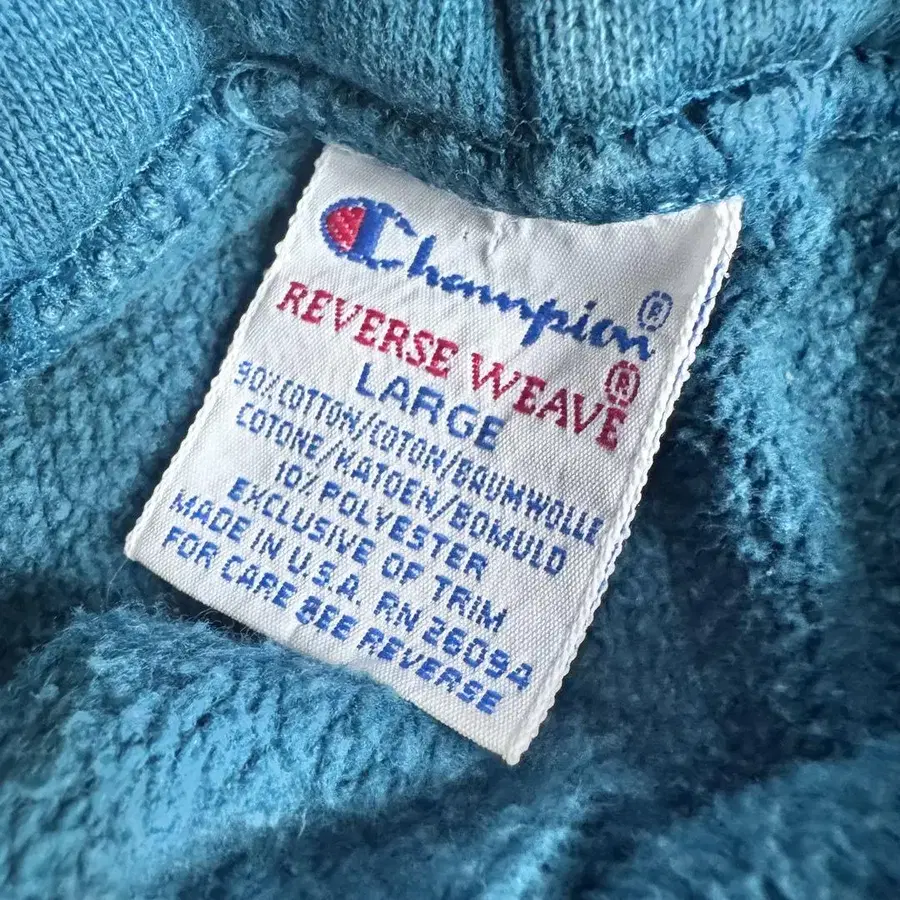 Champion®
REVERSE WEAVE®
LARGE
90% COTTON/COTON/BAUMWOLLE
COTONE/KATOEN/BOMULD
10% POLYESTER
EXCLUSIVE OF TRIM
MADE IN U.S.A. RN 26094
FOR CARE SEE REVERSE